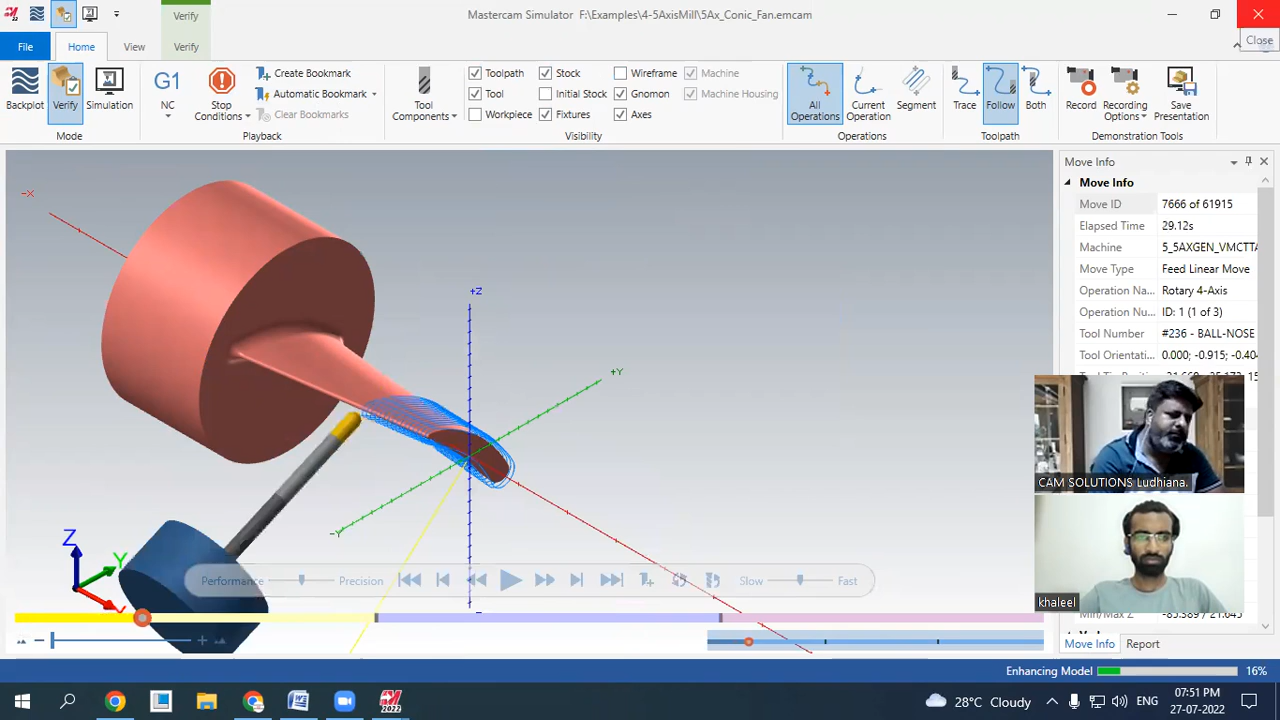 Verify
Mastercam Simulator F:\Examples\4-5AxisMill\5Ax_Conic_Fan.emcam
Close
File
Home
View
Verify
Backplot
Verify
Simulation
Mode
G1
NC
Stop
Conditions
Create Bookmark
Automatic Bookmark
Clear Bookmarks
Playback
Tool
Components
Toolpath
Tool
Workpiece
Stock
Initial Stock
Fixtures
Wireframe
Gnomon
Axes
Machine
Machine Housing
Visibility
All
Operations
Current
Operation
Segment
Operations
Trace
Follow
Both
Toolpath
Record
Recording
Options
Save
Presentation
Demonstration Tools
-X
+Z
+Y
-Y
Z
Y
Performance
Precision
Slow
Fast
Move Info
Move Info
Move ID 7666 of 61915
Elapsed Time 29.12s
Machine 5_5AXGEN_VMCTTA
Move Type Feed Linear Move
Operation Na... Rotary 4-Axis
Operation Nu... ID: 1 (1 of 3)
Tool Number #236 - BALL-NOSE
Tool Orientati... 0.000; -0.915; -0.404
CAM SOLUTIONS Ludhiana.
khaleel
Move Info
Report
Enhancing Model
16%
2022
28°C Cloudy
ENG
07:51 PM
27-07-2022